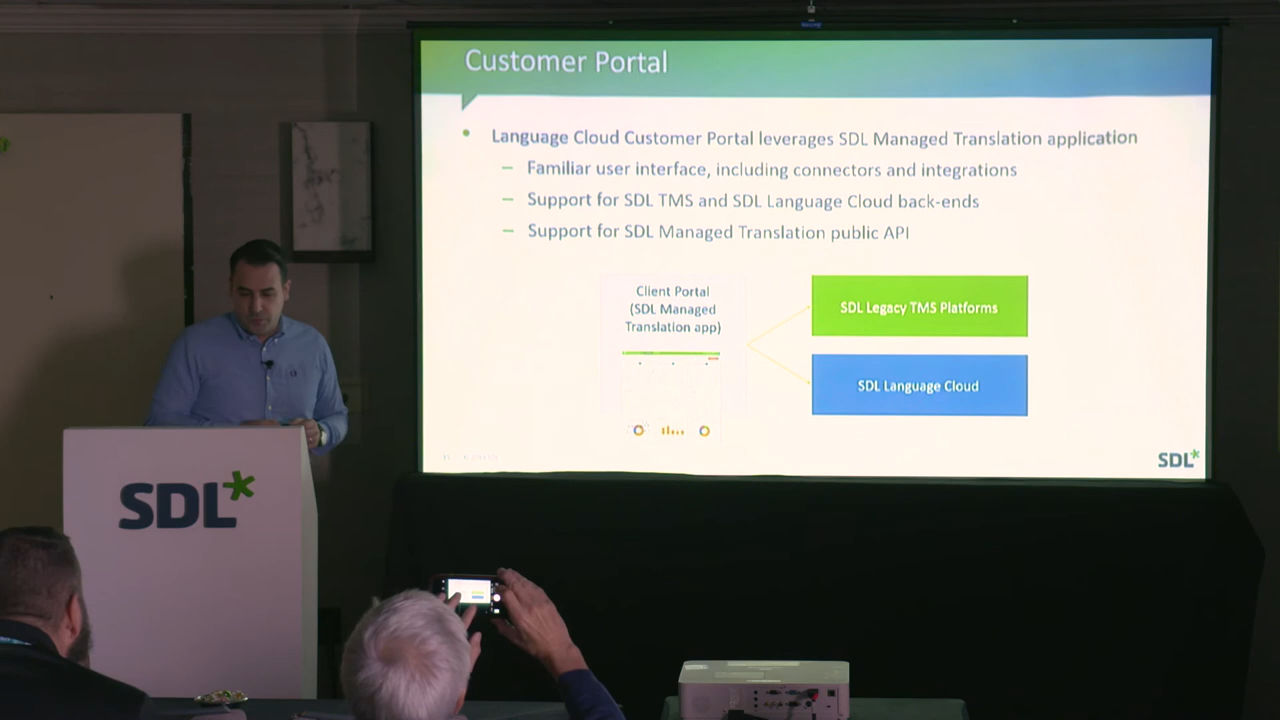 Customer Portal
Language Cloud Customer Portal leverages SDL Managed Translation application
– Familiar user interface, including connectors and integrations
– Support for SDL TMS and SDL Language Cloud back-ends
– Support for SDL Managed Translation public API
Client Portal
(SDL Managed
Translation app)
SDL Legacy TMS Platforms
SDL Language Cloud
SDL*
SDL*